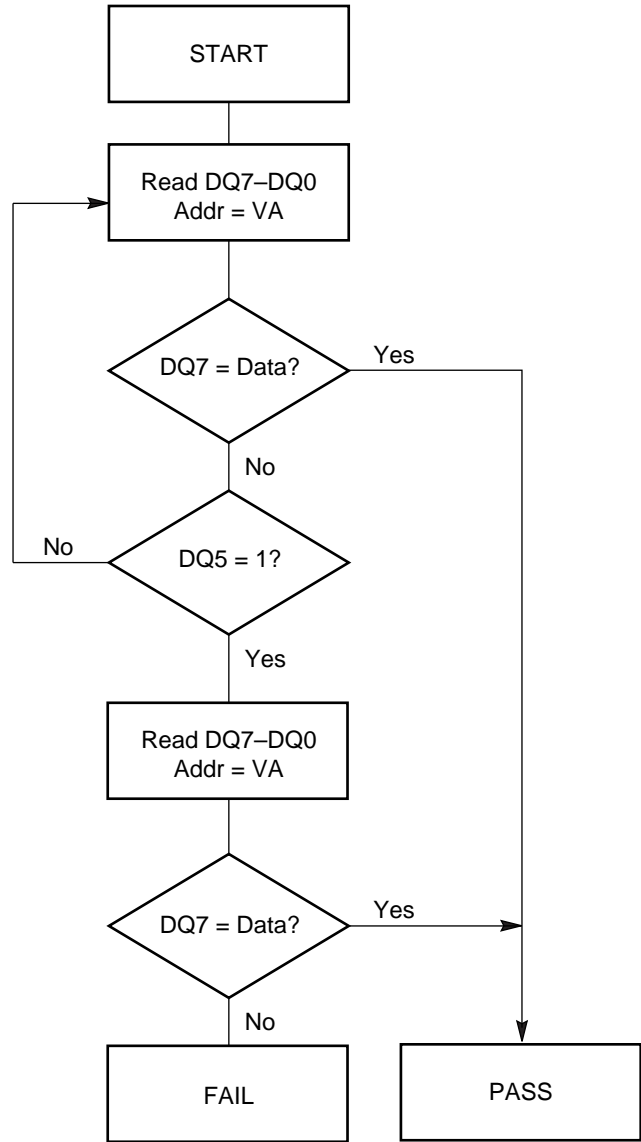 START
Read DQ7–DQ0
Addr = VA
DQ7 = Data?
Yes
No
No
DQ5 = 1?
Yes
Read DQ7–DQ0
Addr = VA
DQ7 = Data?
Yes
No
FAIL
PASS